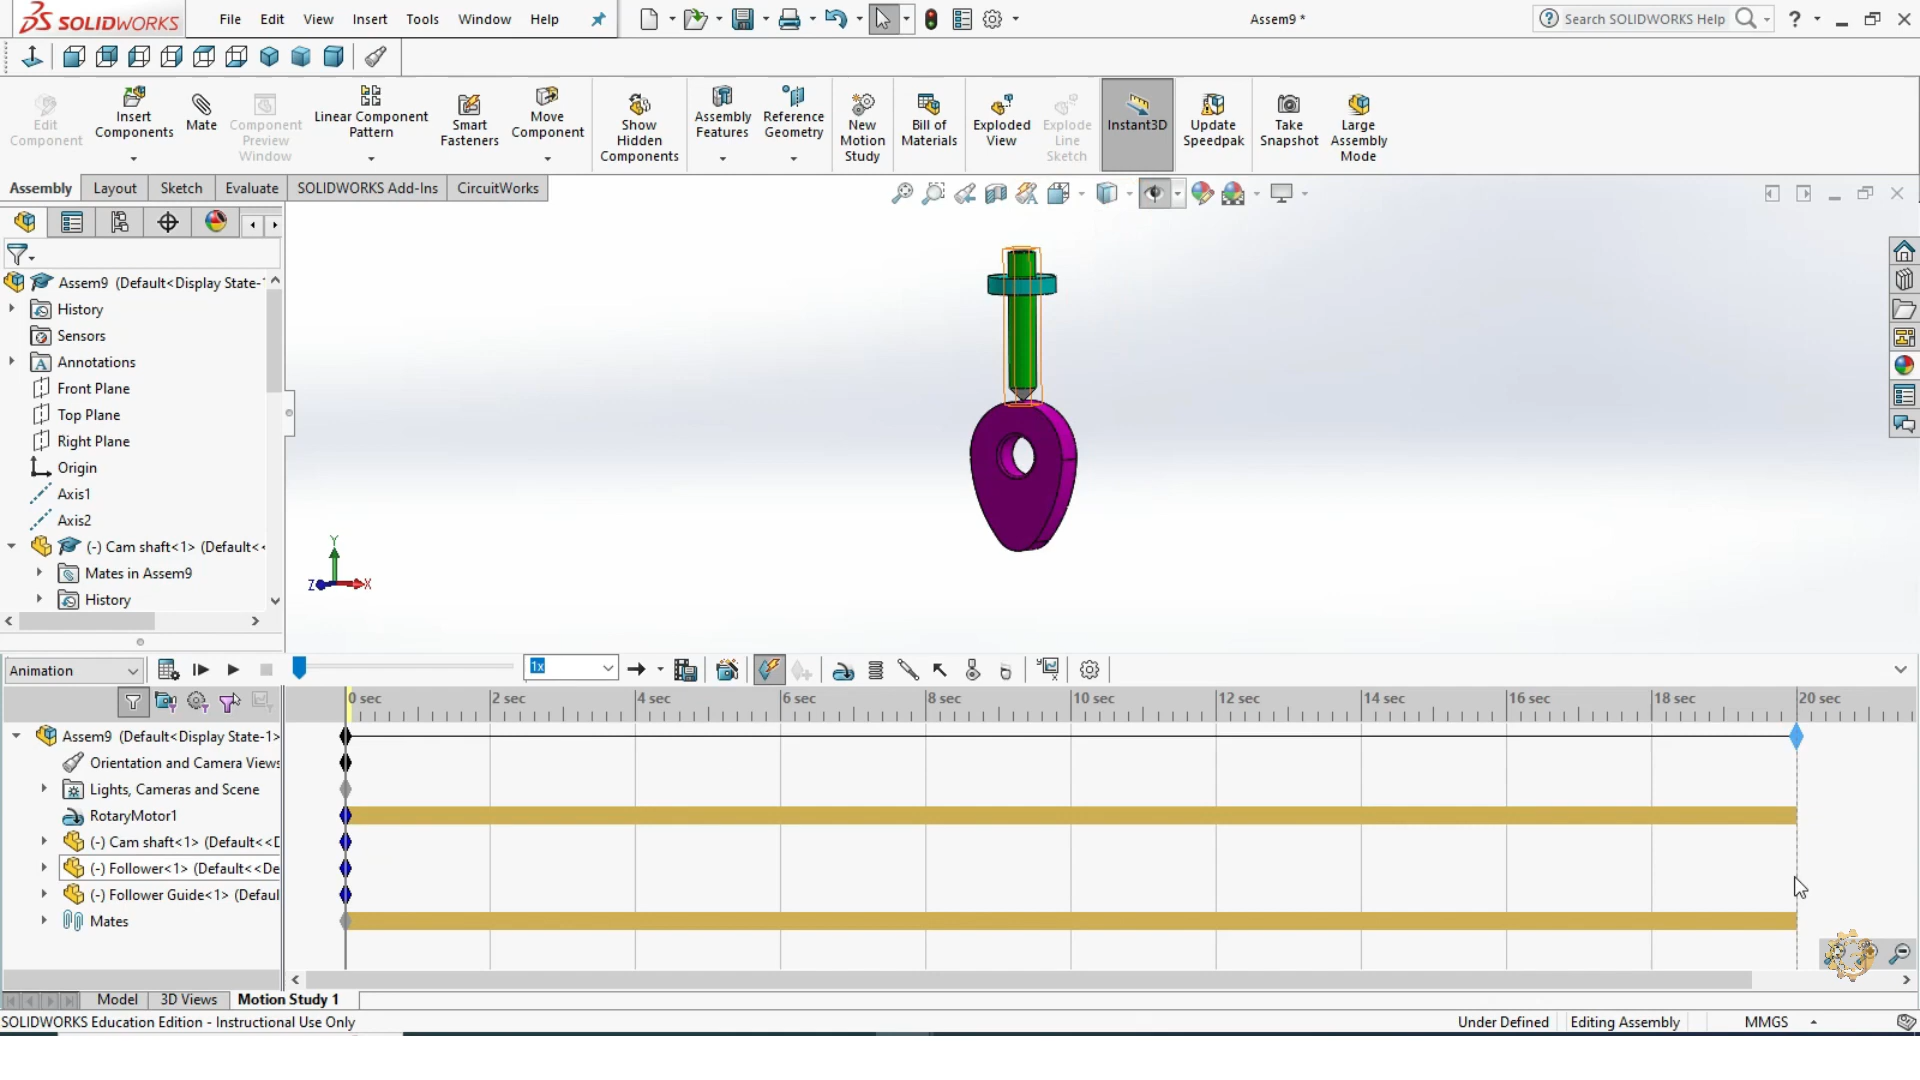 SOLIDWORKS
File Edit View Insert Tools Window Help
Assem9 *
Search SOLIDWORKS Help
Edit Component
Insert Components
Mate
Component Preview Window
Linear Component Pattern
Smart Fasteners
Move Component
Show Hidden Components
Assembly Features
Reference Geometry
New Motion Study
Bill of Materials
Exploded View
Explode Line Sketch
Instant3D
Update Speedpak
Take Snapshot
Large Assembly Mode
Assembly Layout Sketch Evaluate SOLIDWORKS Add-Ins CircuitWorks
Assem9 (Default<Display State-
History
Sensors
Annotations
Front Plane
Top Plane
Right Plane
Origin
Axis1
Axis2
(-) Cam shaft<1> (Default<<
Mates in Assem9
History
Y
Z
X
Animation
1x
0 sec 2 sec 4 sec 6 sec 8 sec 10 sec 12 sec 14 sec 16 sec 18 sec 20 sec
Assem9 (Default<Display State-1>
Orientation and Camera Views
Lights, Cameras and Scene
RotaryMotor1
(-) Cam shaft<1> (Default<<D
(-) Follower<1> (Default<<De
(-) Follower Guide<1> (Defaul
Mates
Model 3D Views Motion Study 1
SOLIDWORKS Education Edition - Instructional Use Only
Under Defined Editing Assembly MMGS